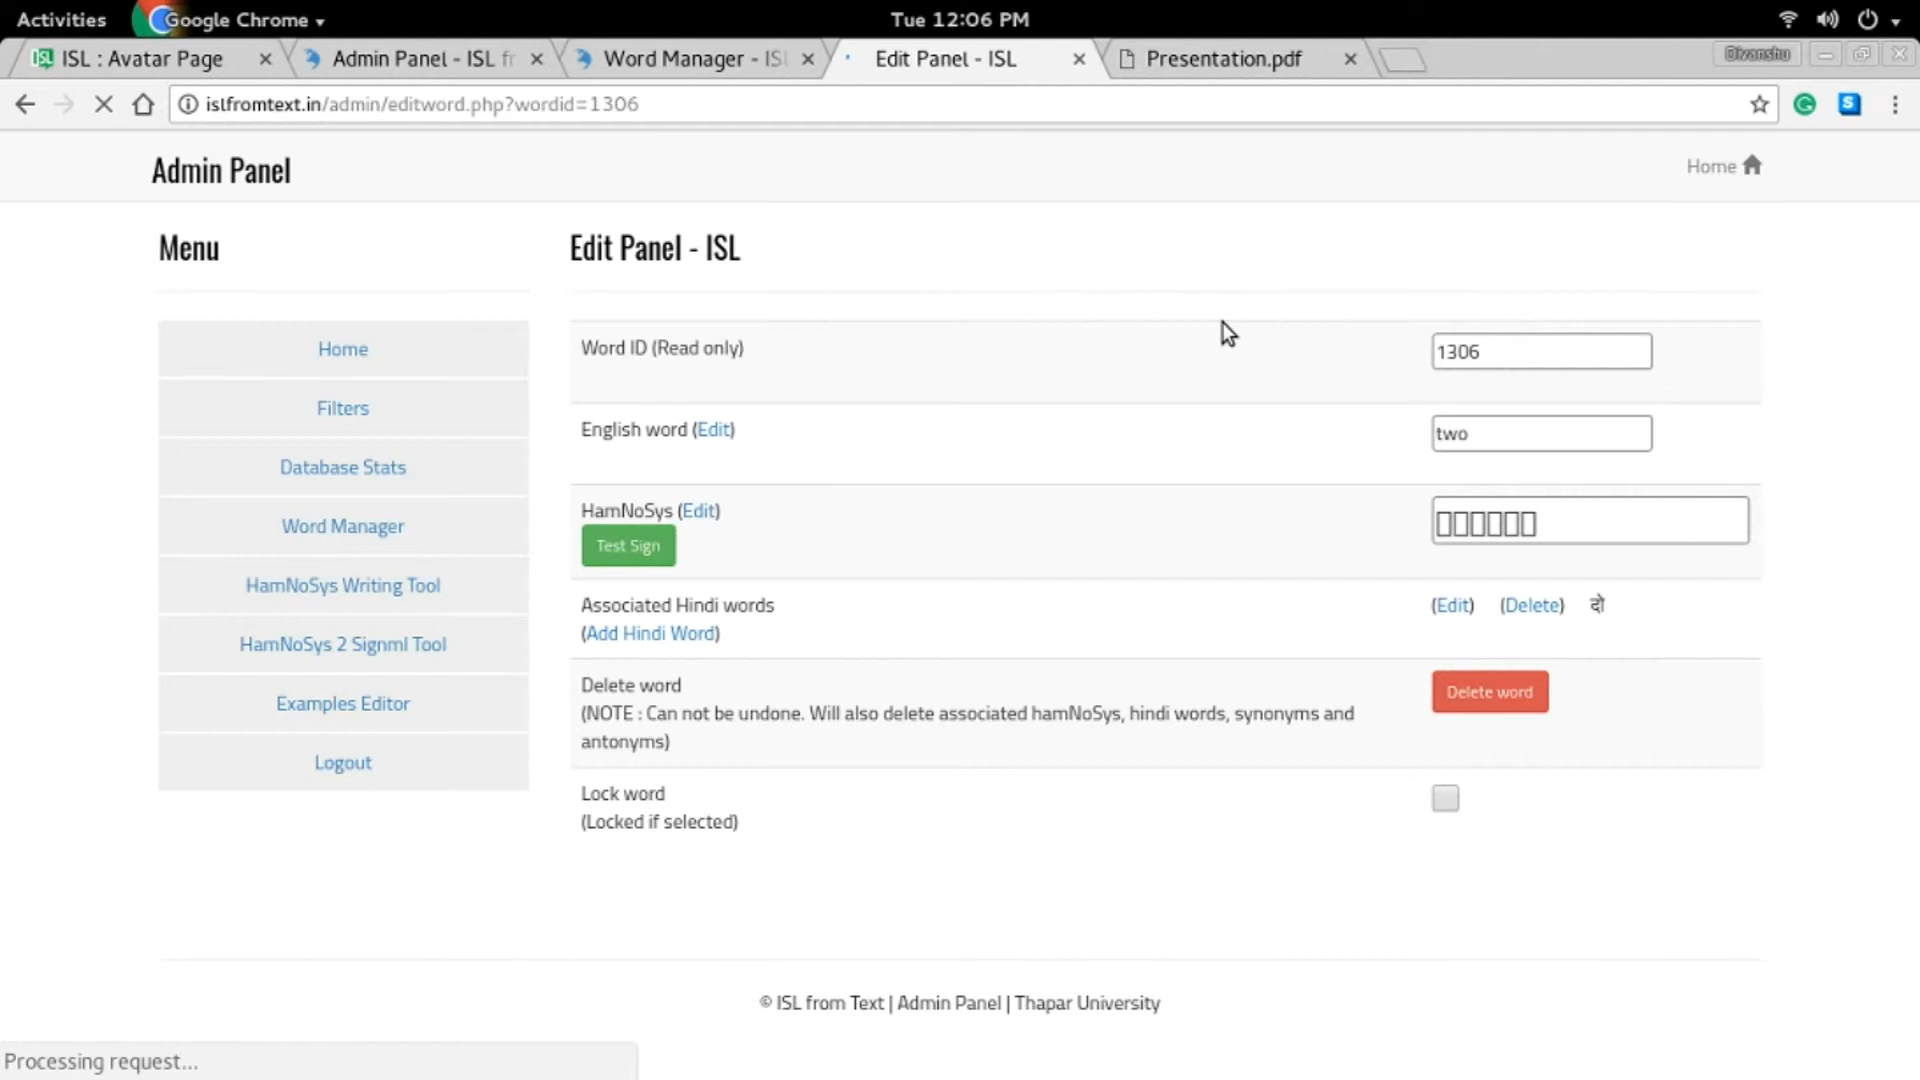 Activities
Google Chrome
Tue 12:06 PM
ISL : Avatar Page
Admin Panel - ISL fr
Word Manager - ISL
Edit Panel - ISL
Presentation.pdf
Divanshu
islfromtext.in/admin/editword.php?wordid=1306
Admin Panel
Home
Menu
Home
Filters
Database Stats
Word Manager
HamNoSys Writing Tool
HamNoSys 2 Signml Tool
Examples Editor
Logout
Edit Panel - ISL
Word ID (Read only)
1306
English word (Edit)
two
HamNoSys (Edit)
Test Sign
Associated Hindi words
(Add Hindi Word)
(Edit) (Delete) दो
Delete word
(NOTE : Can not be undone. Will also delete associated hamNoSys, hindi words, synonyms and
antonyms)
Delete word
Lock word
(Locked if selected)
© ISL from Text | Admin Panel | Thapar University
Processing request...